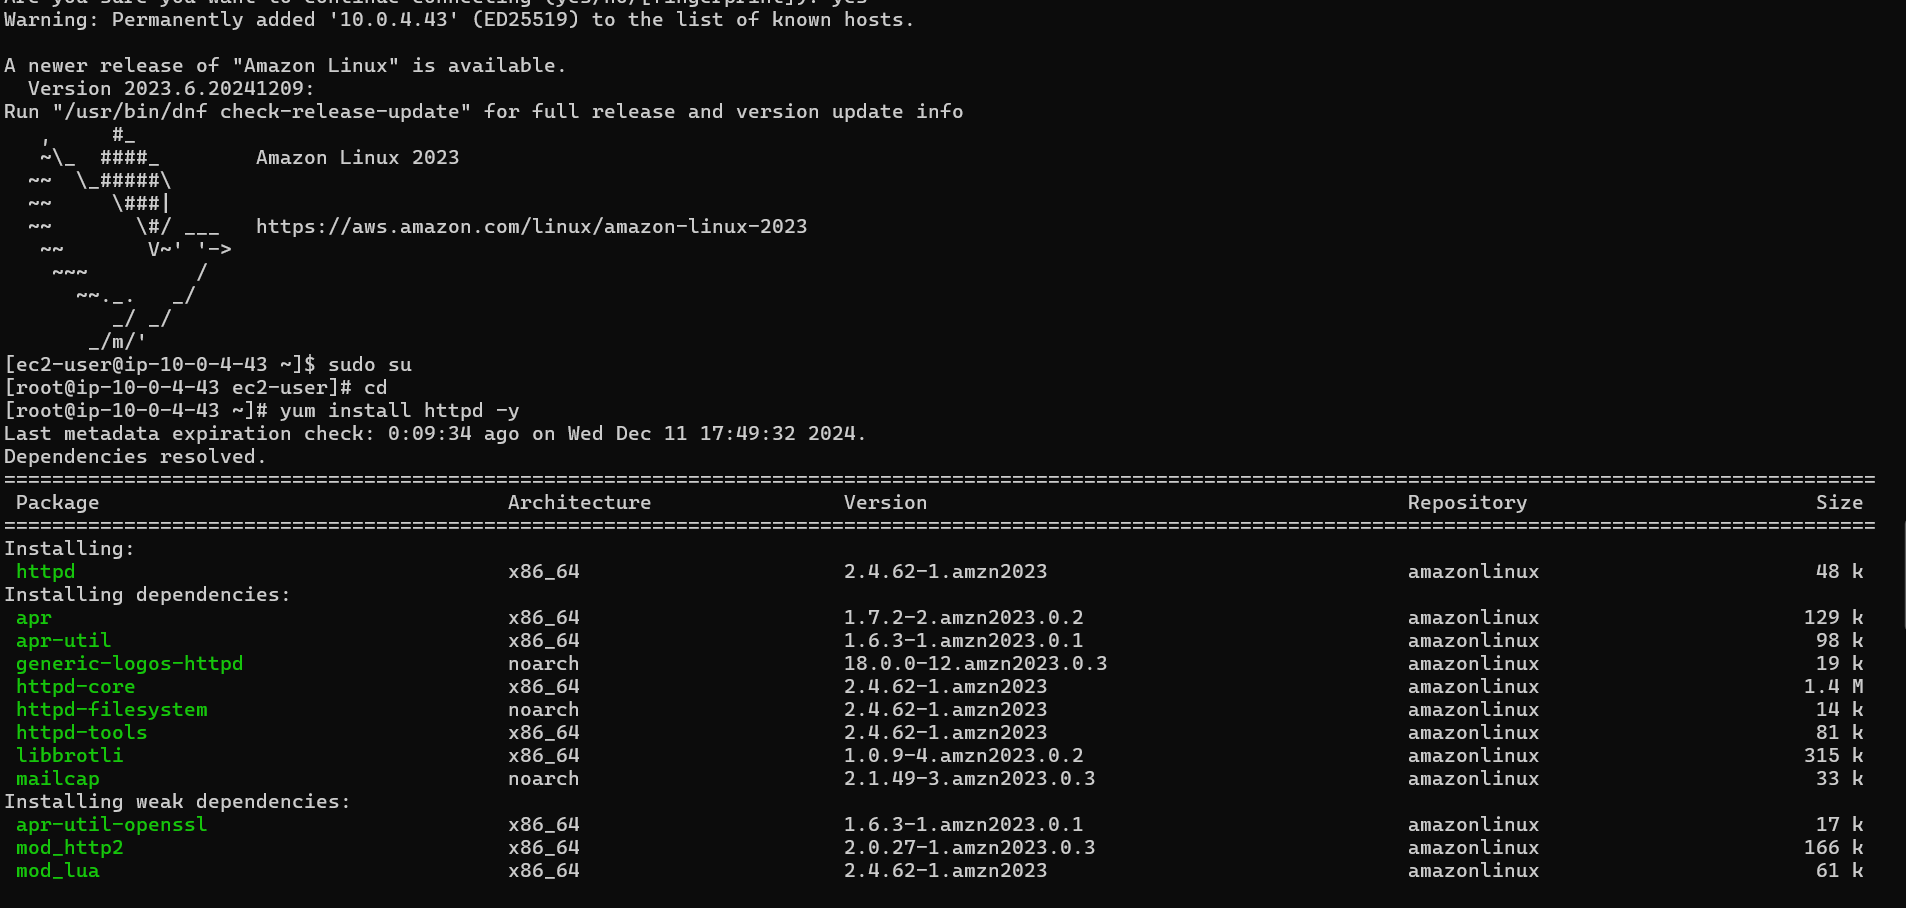 Are you sure you want to continue connecting (yes/no/[fingerprint])? yes
Warning: Permanently added '10.0.4.43' (ED25519) to the list of known hosts.

A newer release of "Amazon Linux" is available.
  Version 2023.6.20241209:
Run "/usr/bin/dnf check-release-update" for full release and version update info
   ,     #_
   ~\_  ####_        Amazon Linux 2023
  ~~  \_#####\
  ~~     \###|
  ~~       \#/ ___   https://aws.amazon.com/linux/amazon-linux-2023
   ~~       V~' '->
    ~~~         /
      ~~._.   _/
         _/ _/
       _/m/'
[ec2-user@ip-10-0-4-43 ~]$ sudo su
[root@ip-10-0-4-43 ec2-user]# cd
[root@ip-10-0-4-43 ~]# yum install httpd -y
Last metadata expiration check: 0:09:34 ago on Wed Dec 11 17:49:32 2024.
Dependencies resolved.
============================================================================================================================================================
 Package                                  Architecture                Version                                        Repository                        Size
============================================================================================================================================================
Installing:
 httpd                                    x86_64                      2.4.62-1.amzn2023                              amazonlinux                       48 k
Installing dependencies:
 apr                                      x86_64                      1.7.2-2.amzn2023.0.2                           amazonlinux                      129 k
 apr-util                                 x86_64                      1.6.3-1.amzn2023.0.1                           amazonlinux                       98 k
 generic-logos-httpd                      noarch                      18.0.0-12.amzn2023.0.3                         amazonlinux                       19 k
 httpd-core                               x86_64                      2.4.62-1.amzn2023                              amazonlinux                      1.4 M
 httpd-filesystem                         noarch                      2.4.62-1.amzn2023                              amazonlinux                       14 k
 httpd-tools                              x86_64                      2.4.62-1.amzn2023                              amazonlinux                       81 k
 libbrotli                                x86_64                      1.0.9-4.amzn2023.0.2                           amazonlinux                      315 k
 mailcap                                  noarch                      2.1.49-3.amzn2023.0.3                          amazonlinux                       33 k
Installing weak dependencies:
 apr-util-openssl                         x86_64                      1.6.3-1.amzn2023.0.1                           amazonlinux                       17 k
 mod_http2                                x86_64                      2.0.27-1.amzn2023.0.3                          amazonlinux                      166 k
 mod_lua                                  x86_64                      2.4.62-1.amzn2023                              amazonlinux                       61 k